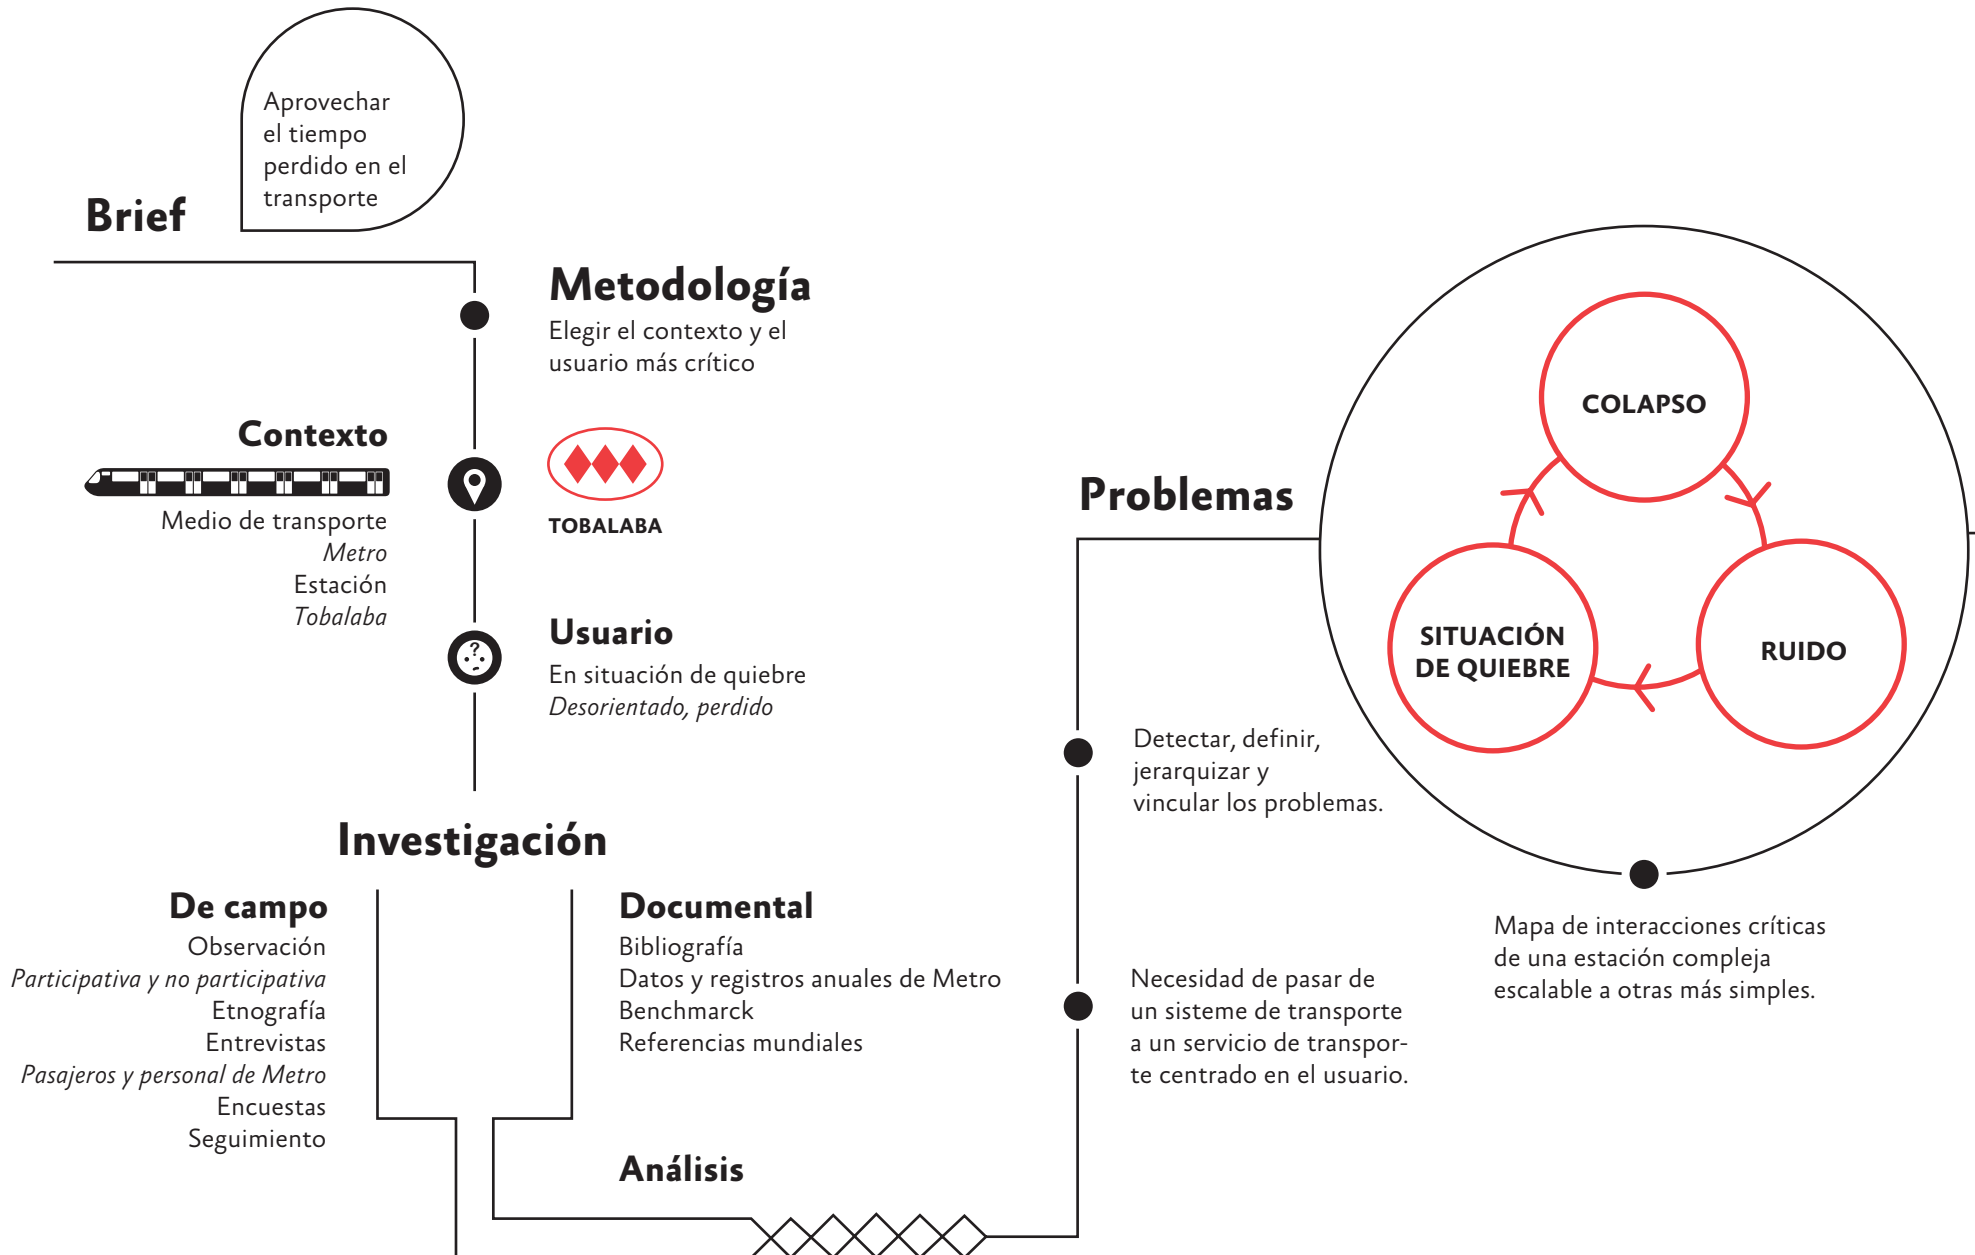 Aprovechar
el tiempo
perdido en el
transporte
Brief
Metodología
Elegir el contexto y el
usuario más crítico
Contexto
Medio de transporte
Metro
Estación
Tobalaba
TOBALABA
Usuario
?
En situación de quiebre
Desorientado, perdido
Investigación
De campo
Observación
Participativa y no participativa
Etnografía
Entrevistas
Pasajeros y personal de Metro
Encuestas
Seguimiento
Documental
Bibliografía
Datos y registros anuales de Metro
Benchmarck
Referencias mundiales
Análisis
Problemas
Detectar, definir,
jerarquizar y
vincular los problemas.
Necesidad de pasar de
un sisteme de transporte
a un servicio de transpor-
te centrado en el usuario.
COLAPSO
SITUACIÓN
DE QUIEBRE
RUIDO
Mapa de interacciones críticas
de una estación compleja
escalable a otras más simples.